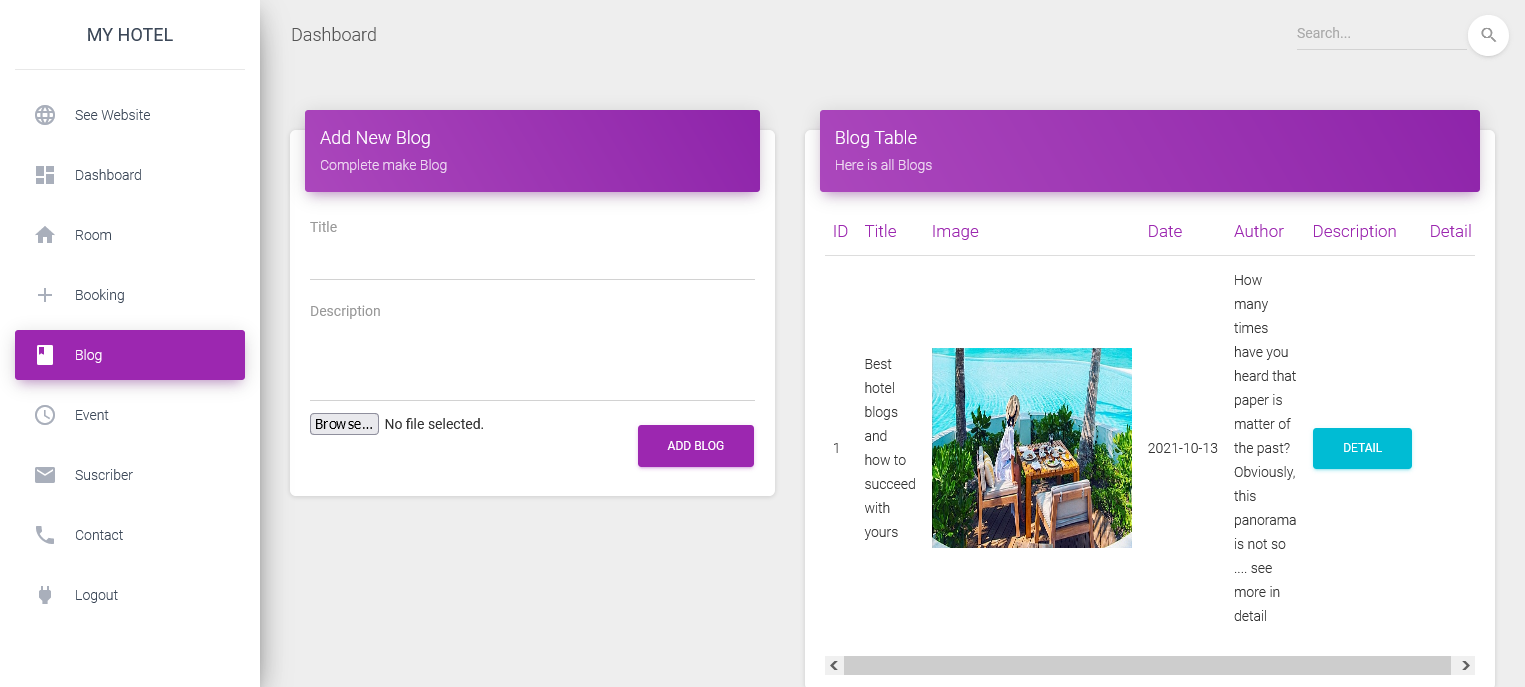 MY HOTEL
See Website
Dashboard
Room
Booking
Blog
Event
Suscriber
Contact
Logout
Dashboard
Search...
Add New Blog
Complete make Blog
Title
Description
Browse... No file selected.
ADD BLOG
Blog Table
Here is all Blogs
ID Title Image Date Author Description Detail
1
Best
hotel
blogs
and
how to
succeed
with
yours
2021-10-13
How
many
times
have you
heard that
paper is
matter of
the past?
Obviously,
this
panorama
is not so
.... see
more in
detail
DETAIL